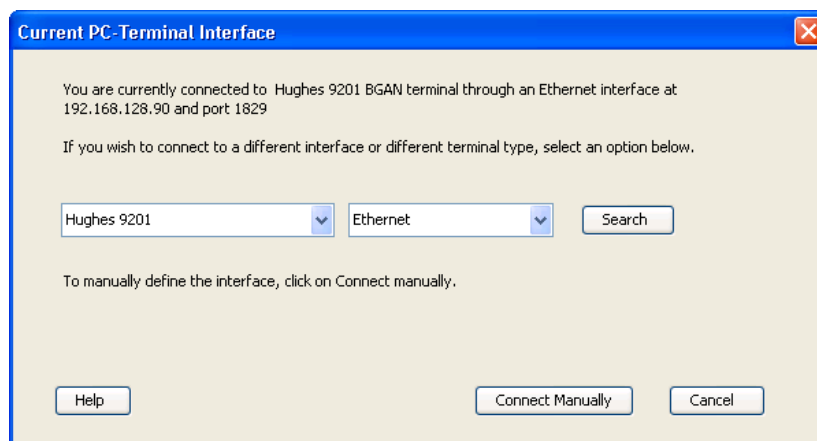 Current PC-Terminal Interface
You are currently connected to Hughes 9201 BGAN terminal through an Ethernet interface at
192.168.128.90 and port 1829
If you wish to connect to a different interface or different terminal type, select an option below.
Hughes 9201 Ethernet Search
To manually define the interface, click on Connect manually.
Help Connect Manually Cancel